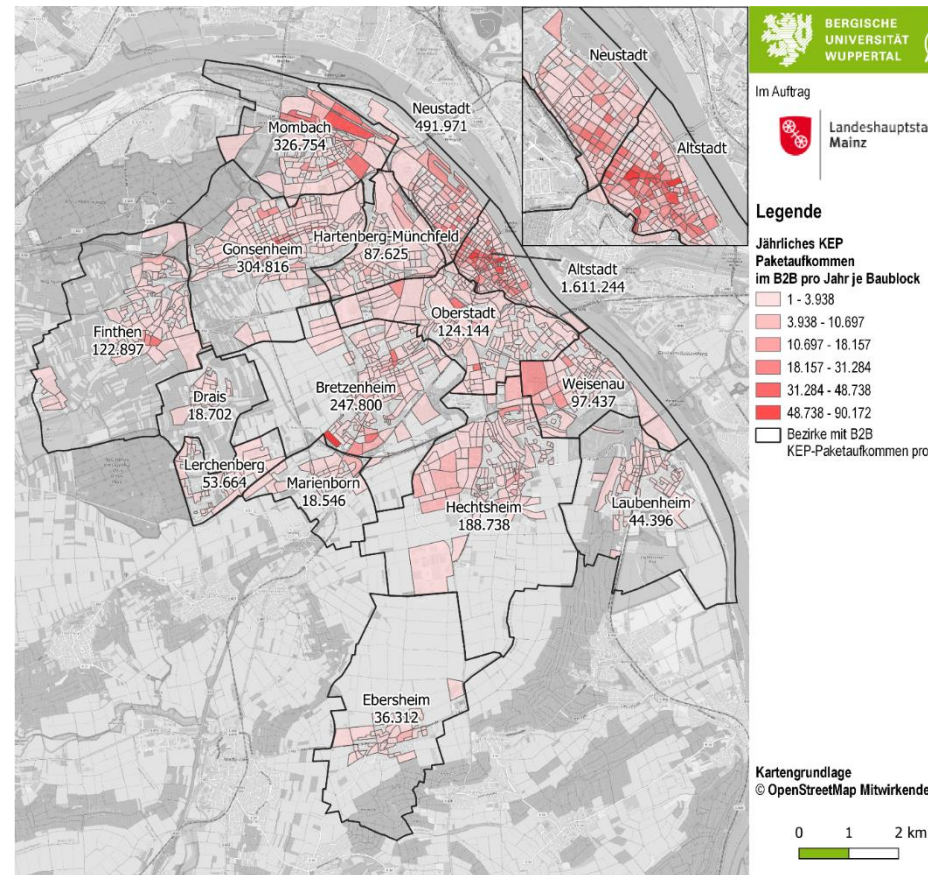 Neustadt
491.971
Mombach
326.754
Gonsenheim
304.816
Hartenberg-Münchfeld
87.625
Altstadt
1.611.244
Oberstadt
124.144
Finthen
122.897
Drais
18.702
Bretzenheim
247.800
Weisenau
97.437
Lerchenberg
53.664
Marienborn
18.546
Hechtsheim
188.738
Laubenheim
44.396
Ebersheim
36.312
Neustadt
Altstadt
BERGISCHE
UNIVERSITÄT
WUPPERTAL
Im Auftrag
Landeshauptsta
Mainz
Legende
Jährliches KEP
Paketaufkommen
im B2B pro Jahr je Baublock
1 - 3.938
3.938 - 10.697
10.697 - 18.157
18.157 - 31.284
31.284 - 48.738
48.738 - 90.172
Bezirke mit B2B
KEP-Paketaufkommen pro
Kartengrundlage
© OpenStreetMap Mitwirkende
0 1 2 km